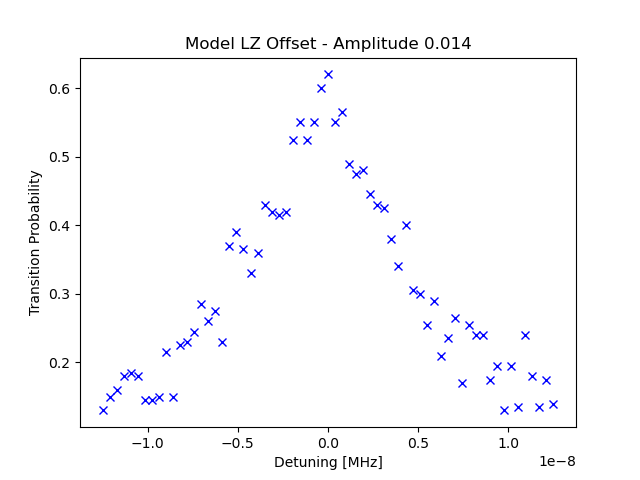 Model LZ Offset - Amplitude 0.014
0.6
0.5
0.4
0.3
0.2
Transition Probability
−1.0 −0.5 0.0 0.5 1.0
Detuning [MHz]
1e−8